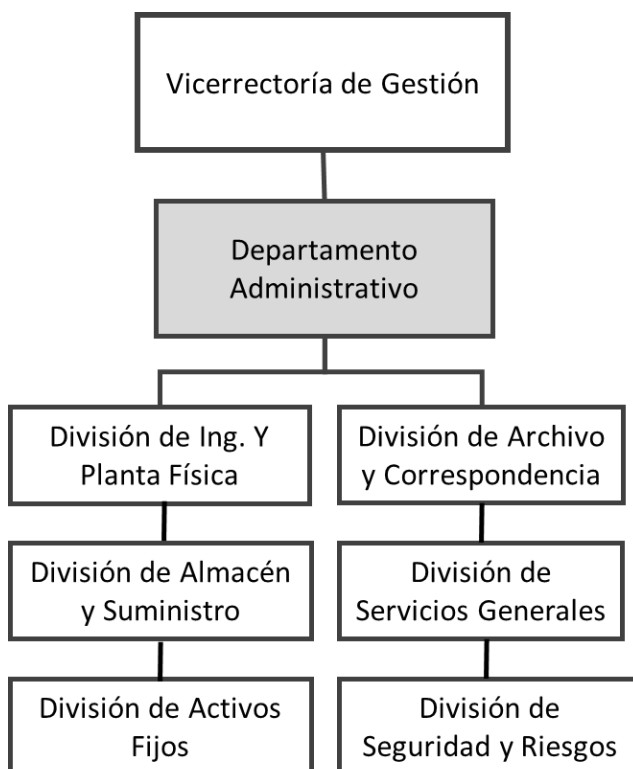 Vicerrectoría de Gestión
Departamento
Administrativo
División de Ing. Y
Planta Física
División de Archivo
y Correspondencia
División de Almacén
y Suministro
División de
Servicios Generales
División de Activos
Fijos
División de
Seguridad y Riesgos